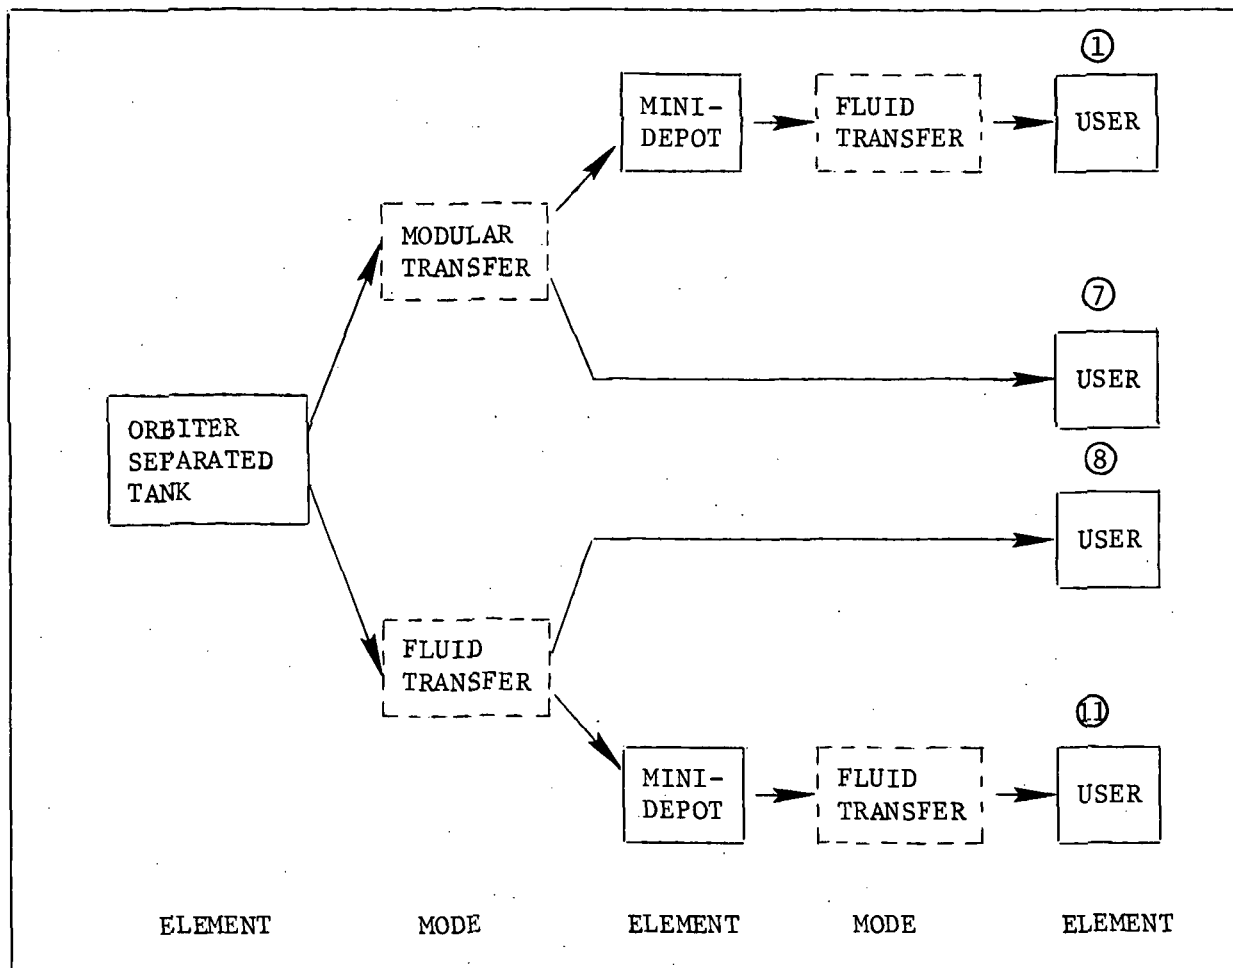 ①
MINI-
DEPOT
FLUID
TRANSFER
USER
MODULAR
TRANSFER
⑦
USER
ORBITER
SEPARATED
TANK
⑧
USER
FLUID
TRANSFER
⑪
MINI-
DEPOT
FLUID
TRANSFER
USER
ELEMENT
MODE
ELEMENT
MODE
ELEMENT